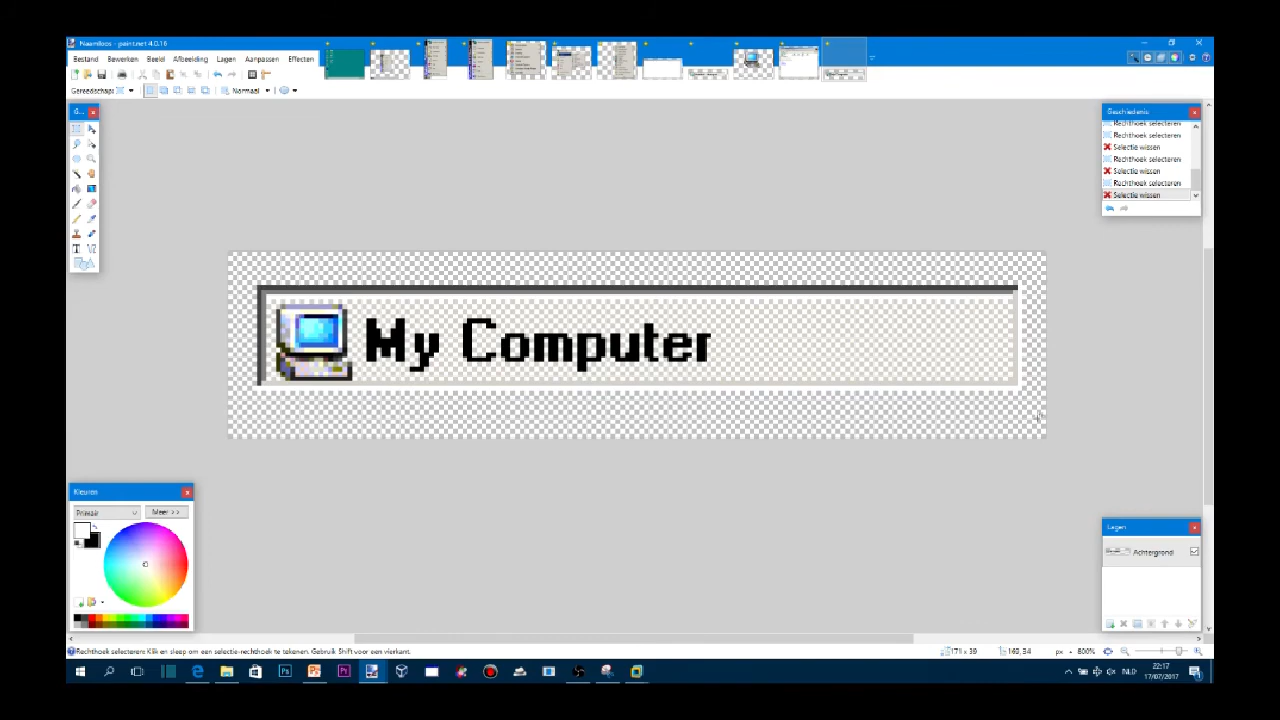 Naamloos - paint.net 4.0.16
Bestand Bewerken Beeld Afbeelding Lagen Aanpassen Effecten
Gereedschap: Normaal
Geschiedenis
Rechthoek selecteren
Rechthoek selecteren
Selectie wissen
Rechthoek selecteren
Selectie wissen
Rechthoek selecteren
Selectie wissen
My Computer
Kleuren
Primair Meer >>
Lagen
Achtergrond
Rechthoek selecteren: Klik en sleep om een selectie-rechthoek te tekenen. Gebruik Shift voor een vierkant.
171 x 39 px 800%
NLD 22:17
17/07/2017